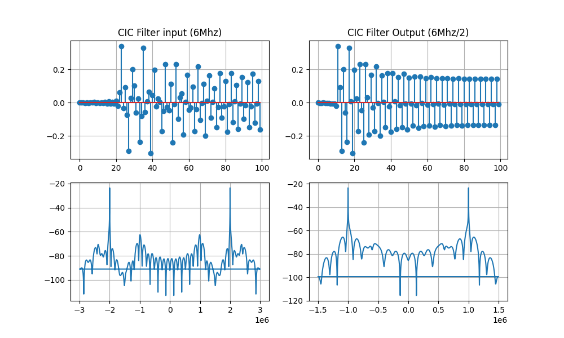 CIC Filter input (6Mhz) CIC Filter Output (6Mhz/2)
0.2 0.2
0.0 0.0
−0.2 −0.2
0 20 40 60 80 100 0 20 40 60 80 100
−20 −20
−40 −40
−60 −60
−80 −80
−100 −100
−120
−3 −2 −1 0 1 2 3 −1.5 −1.0 −0.5 0.0 0.5 1.0 1.5
1e6 1e6